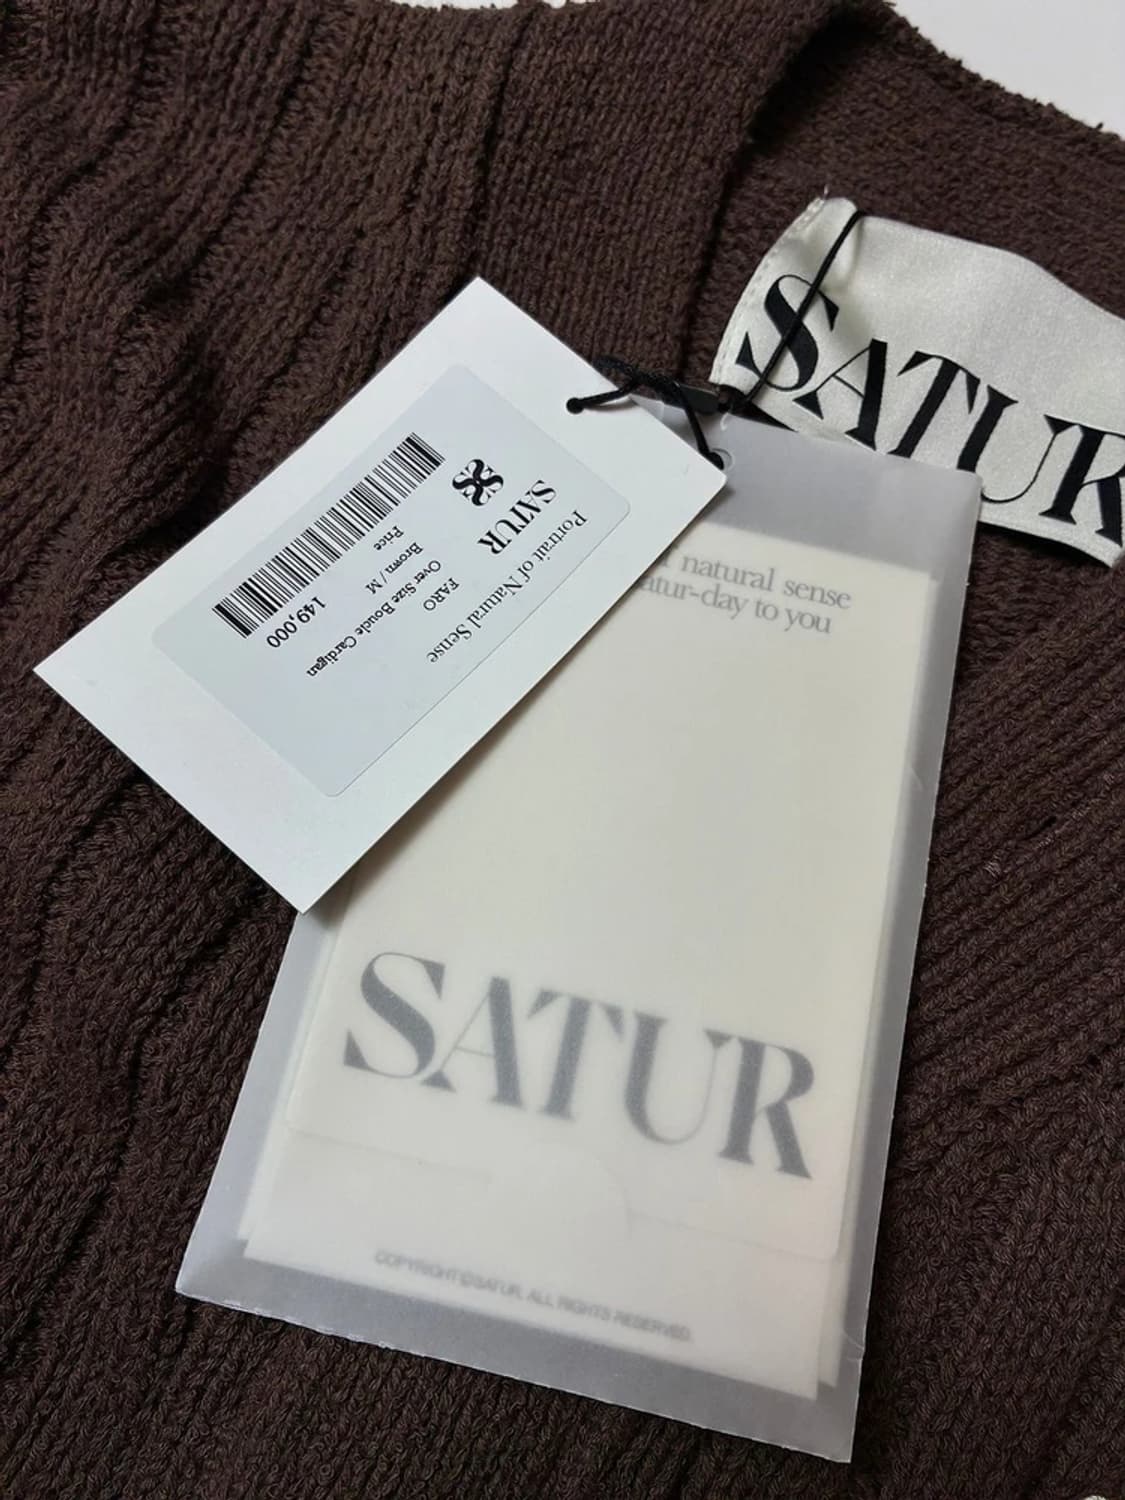 SATUR
SATUR
Portrait of Natural Sense
FARO
Over Size Boucle Cardigan
Brown / M
Price
149,000
natural sense
atur-day to you
SATUR
COPYRIGHT©SATUR. ALL RIGHTS RESERVED.